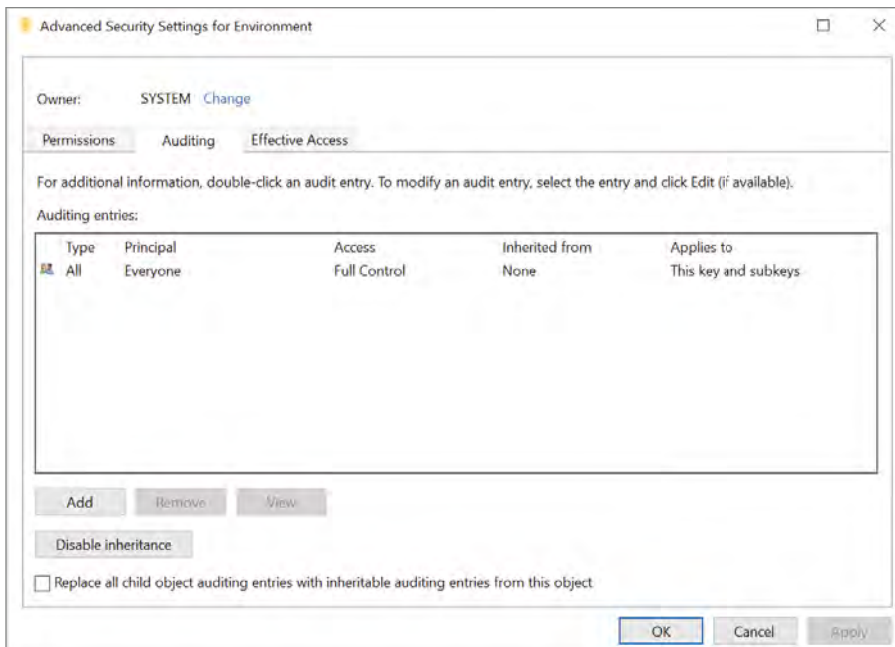 Advanced Security Settings for Environment
Owner: SYSTEM Change
Permissions Auditing Effective Access
For additional information, double-click an audit entry. To modify an audit entry, select the entry and click Edit (if available).
Auditing entries:
Type Principal Access Inherited from Applies to
All Everyone Full Control None This key and subkeys
Add Remove View
Disable inheritance
Replace all child object auditing entries with inheritable auditing entries from this object
OK Cancel Apply